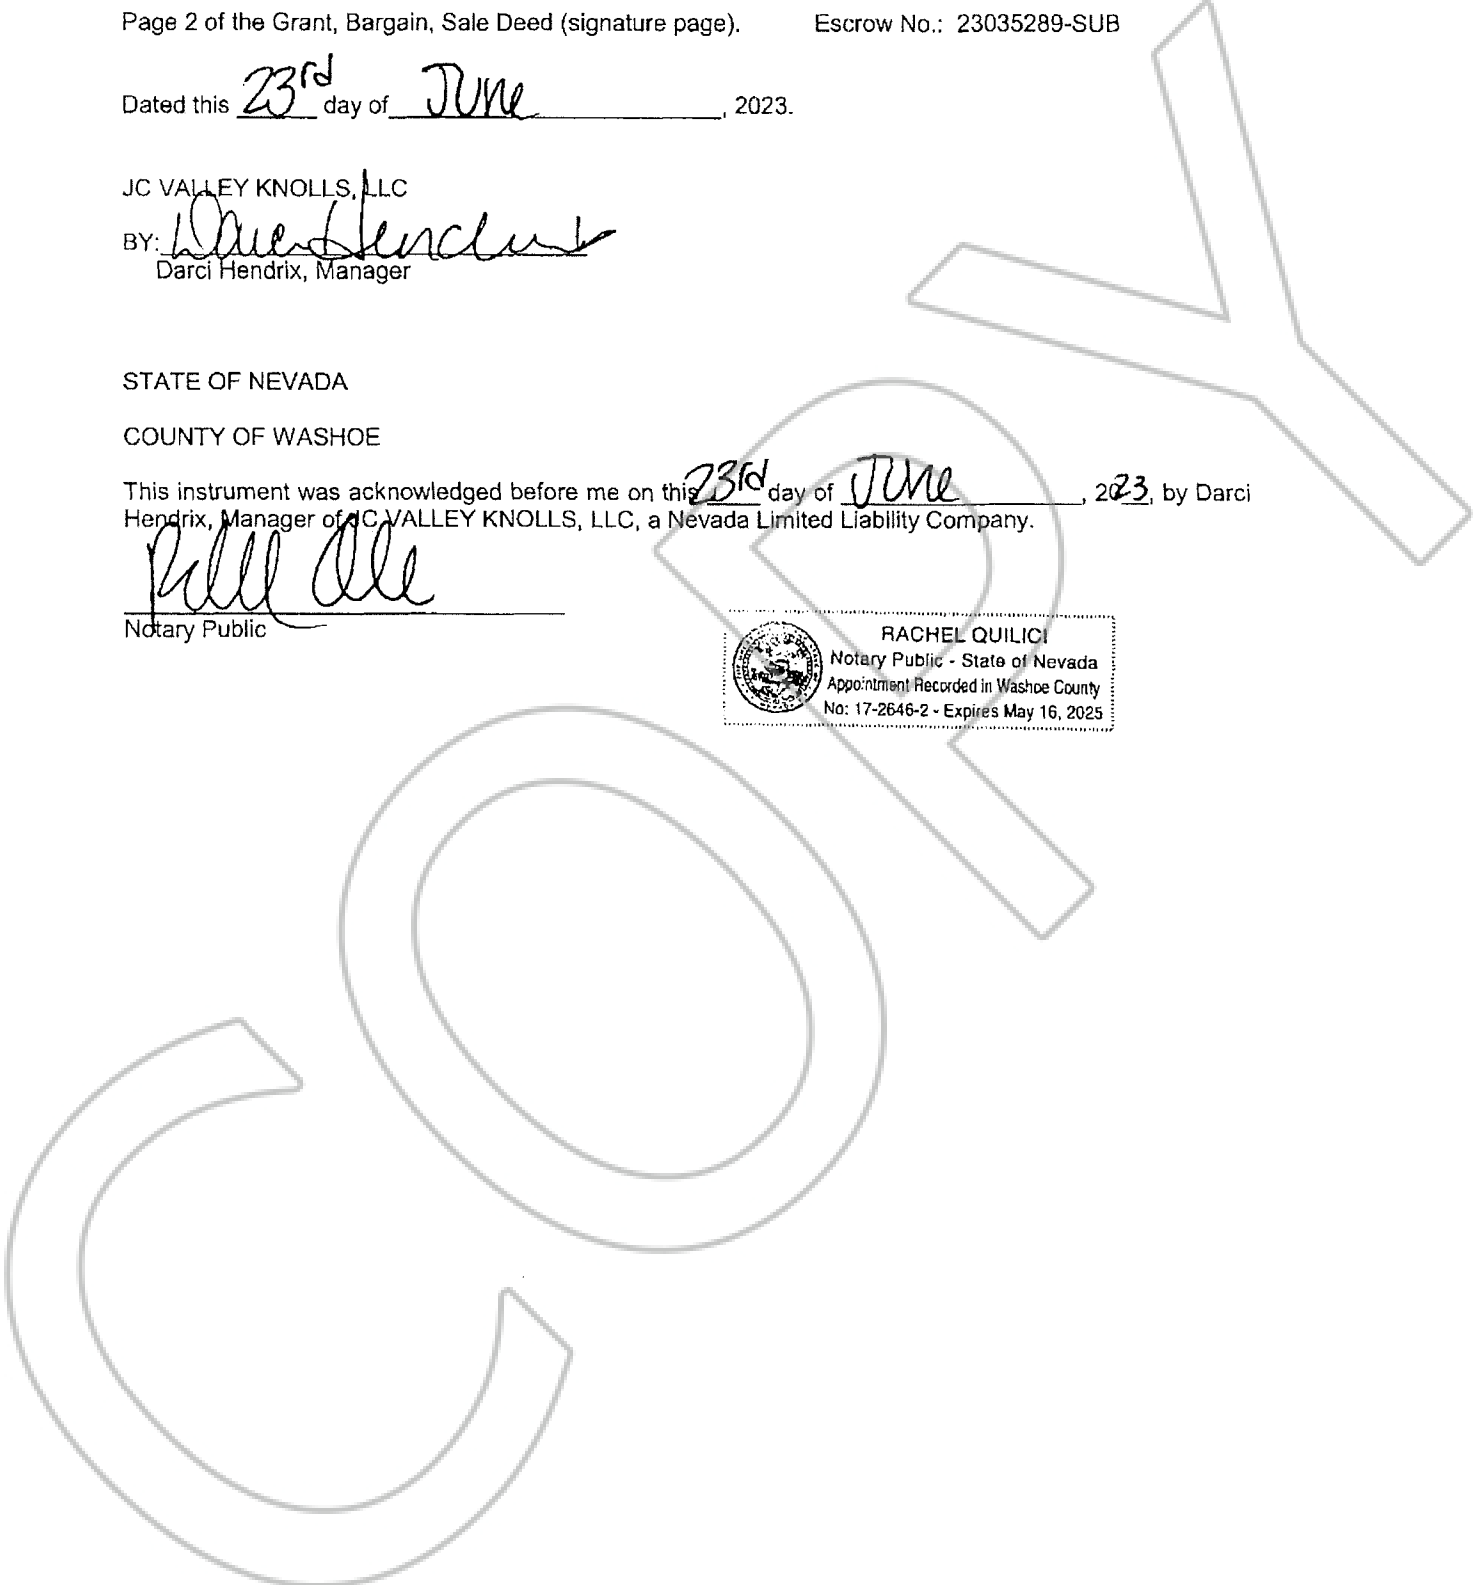 Page 2 of the Grant, Bargain, Sale Deed (signature page). Escrow No.: 23035289-SUB
Dated this 23rd day of June, 2023.
JC VALLEY KNOLLS, LLC
BY: Darci Hendrix
Darci Hendrix, Manager
STATE OF NEVADA
COUNTY OF WASHOE
This instrument was acknowledged before me on this 23rd day of June, 2023, by Darci
Hendrix, Manager of JC VALLEY KNOLLS, LLC, a Nevada Limited Liability Company.
Notary Public
RACHEL QUILICI
Notary Public - State of Nevada
Appointment Recorded in Washoe County
No: 17-2646-2 - Expires May 16, 2025
COPY